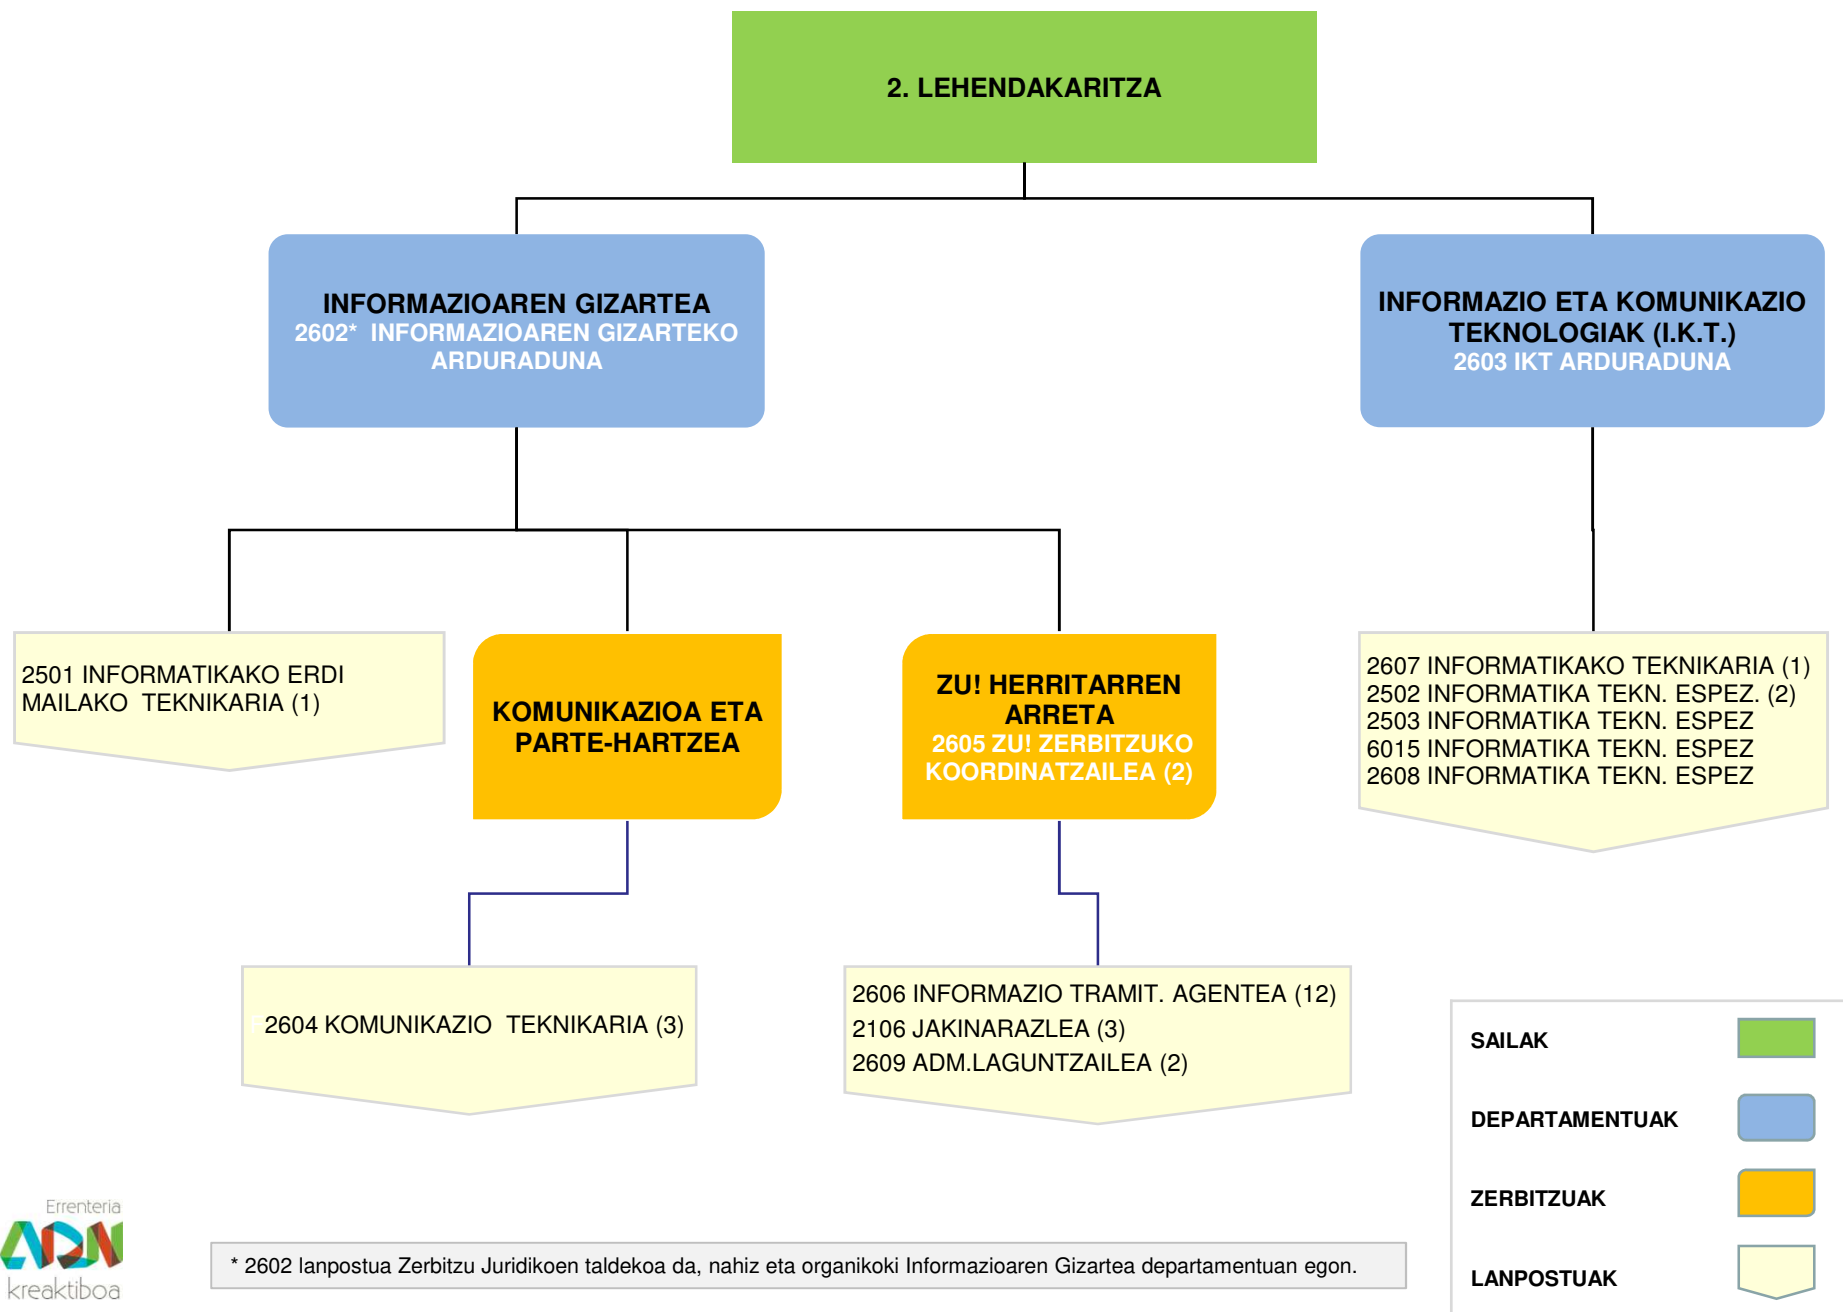 2. LEHENDAKARITZA
INFORMAZIOAREN GIZARTEA
2602* INFORMAZIOAREN GIZARTEKO
ARDURADUNA
INFORMAZIO ETA KOMUNIKAZIO
TEKNOLOGIAK (I.K.T.)
2603 IKT ARDURADUNA
2501 INFORMATIKAKO ERDI
MAILAKO TEKNIKARIA (1)
KOMUNIKAZIOA ETA
PARTE-HARTZEA
ZU! HERRITARREN
ARRETA
2605 ZU! ZERBITZUKO
KOORDINATZAILEA (2)
2607 INFORMATIKAKO TEKNIKARIA (1)
2502 INFORMATIKA TEKN. ESPEZ. (2)
2503 INFORMATIKA TEKN. ESPEZ
6015 INFORMATIKA TEKN. ESPEZ
2608 INFORMATIKA TEKN. ESPEZ
2604 KOMUNIKAZIO TEKNIKARIA (3)
2606 INFORMAZIO TRAMIT. AGENTEA (12)
2106 JAKINARAZLEA (3)
2609 ADM.LAGUNTZAILEA (2)
SAILAK
DEPARTAMENTUAK
ZERBITZUAK
LANPOSTUAK
Errenteria
ADN
kreaktiboa
* 2602 lanpostua Zerbitzu Juridikoen taldekoa da, nahiz eta organikoki Informazioaren Gizartea departamentuan egon.